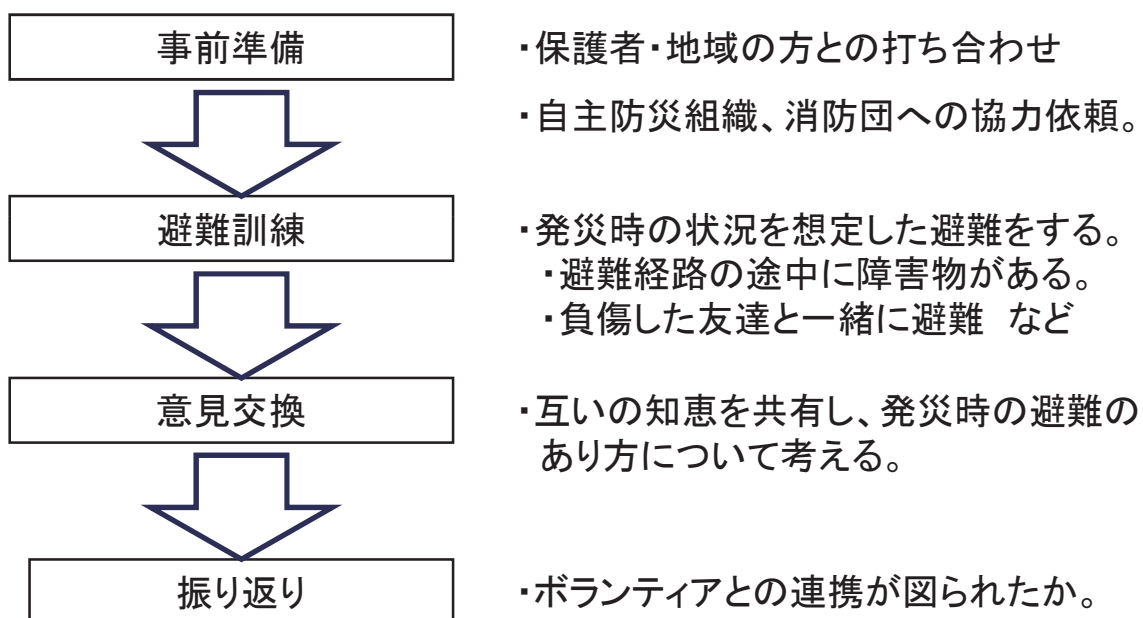 事前準備
・保護者・地域の方との打ち合わせ
・自主防災組織、消防団への協力依頼。
避難訓練
・発災時の状況を想定した避難をする。
・避難経路の途中に障害物がある。
・負傷した友達と一緒に避難　など
意見交換
・互いの知恵を共有し、発災時の避難の
あり方について考える。
振り返り
・ボランティアとの連携が図られたか。